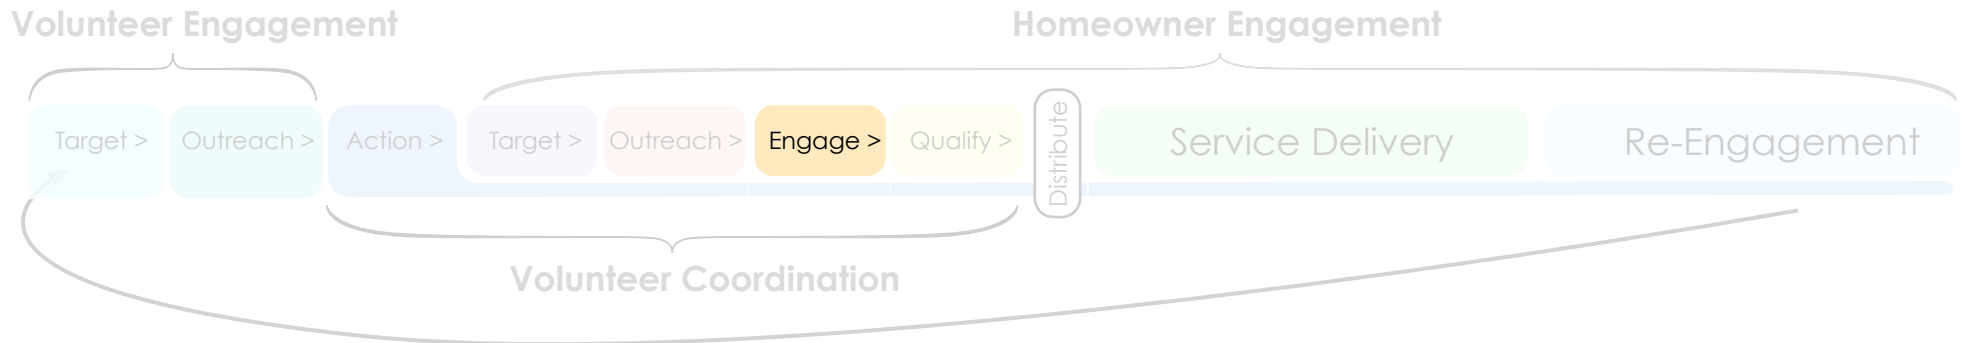 Volunteer Engagement
Homeowner Engagement
Target >
Outreach >
Action >
Target >
Outreach >
Engage >
Qualify >
Distribute
Service Delivery
Re-Engagement
Volunteer Coordination